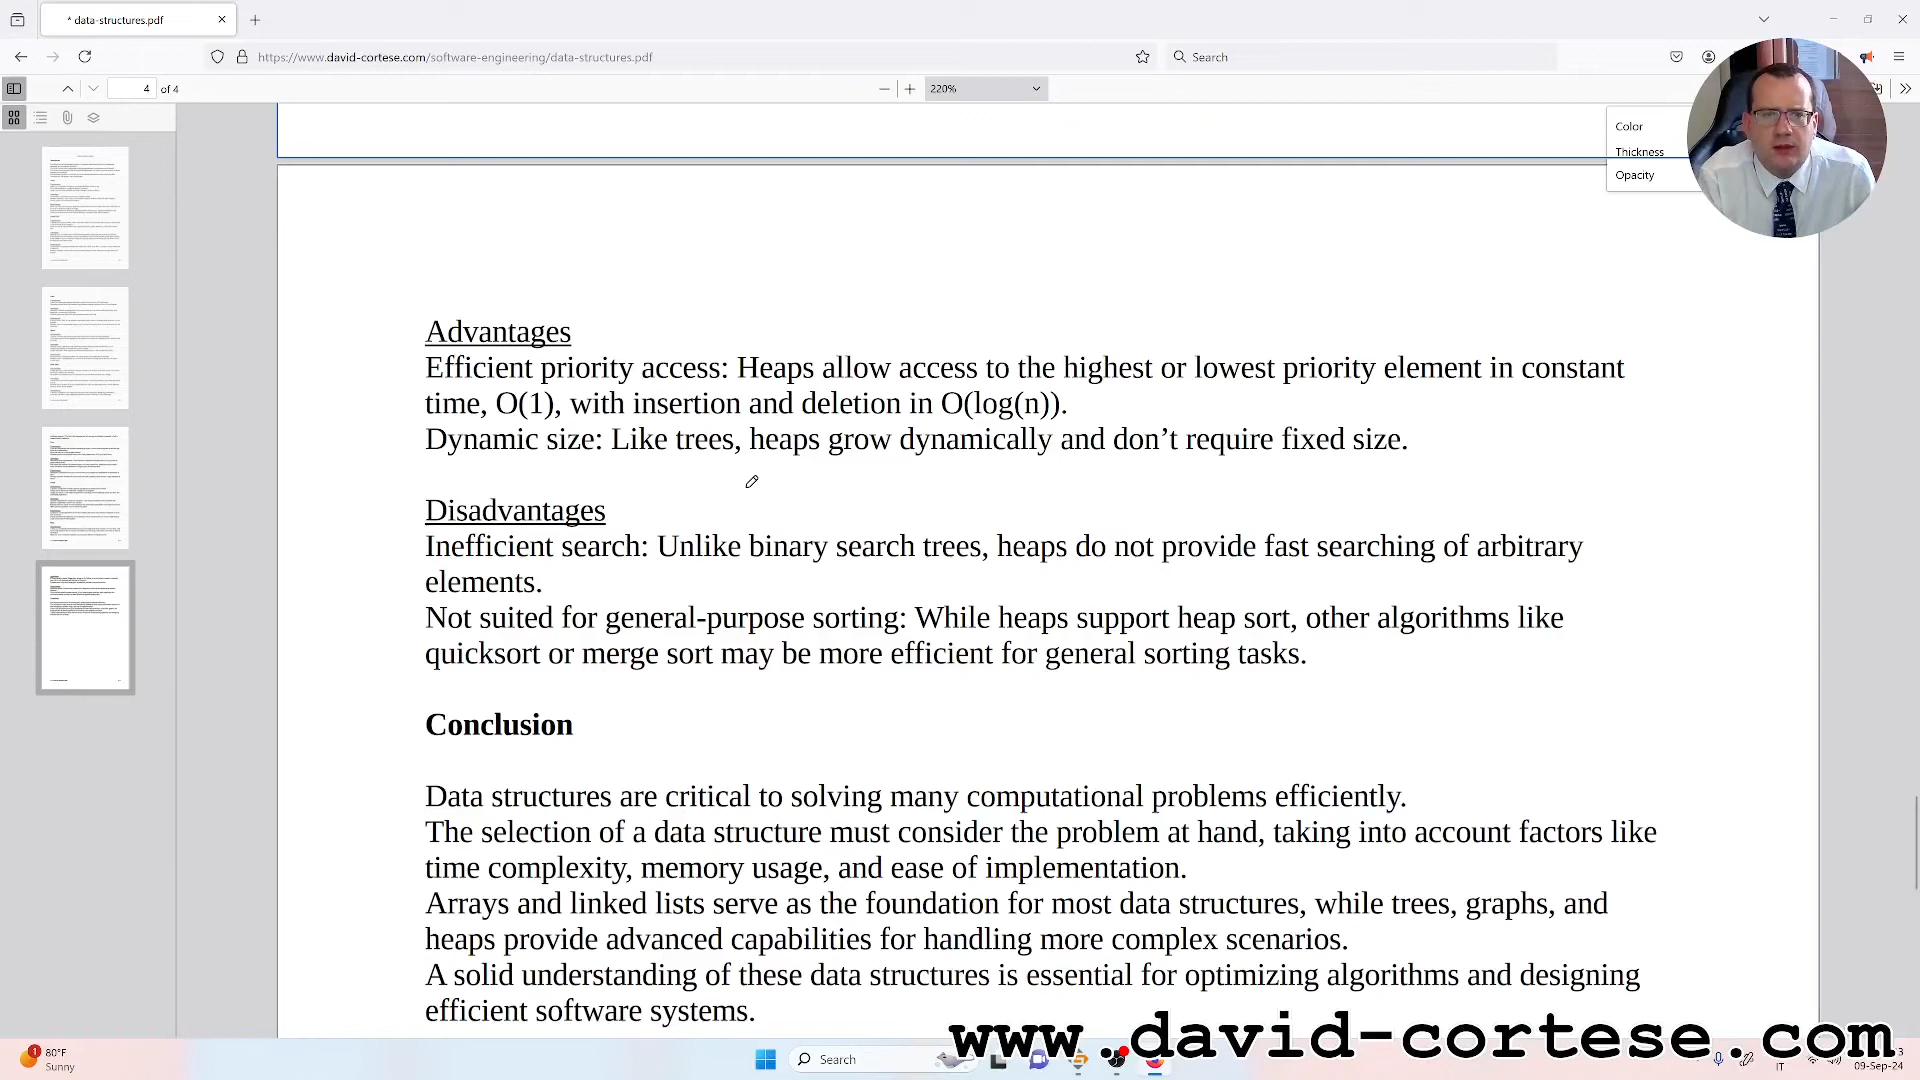 * data-structures.pdf
https://www.david-cortese.com/software-engineering/data-structures.pdf
Search
4 of 4
220%
Color
Thickness
Opacity
Advantages
Efficient priority access: Heaps allow access to the highest or lowest priority element in constant
time, O(1), with insertion and deletion in O(log(n)).
Dynamic size: Like trees, heaps grow dynamically and don’t require fixed size.
Disadvantages
Inefficient search: Unlike binary search trees, heaps do not provide fast searching of arbitrary
elements.
Not suited for general-purpose sorting: While heaps support heap sort, other algorithms like
quicksort or merge sort may be more efficient for general sorting tasks.
Conclusion
Data structures are critical to solving many computational problems efficiently.
The selection of a data structure must consider the problem at hand, taking into account factors like
time complexity, memory usage, and ease of implementation.
Arrays and linked lists serve as the foundation for most data structures, while trees, graphs, and
heaps provide advanced capabilities for handling more complex scenarios.
A solid understanding of these data structures is essential for optimizing algorithms and designing
efficient software systems.
www.david-cortese.com
1
80°F
Sunny
Search
IT
09-Sep-24